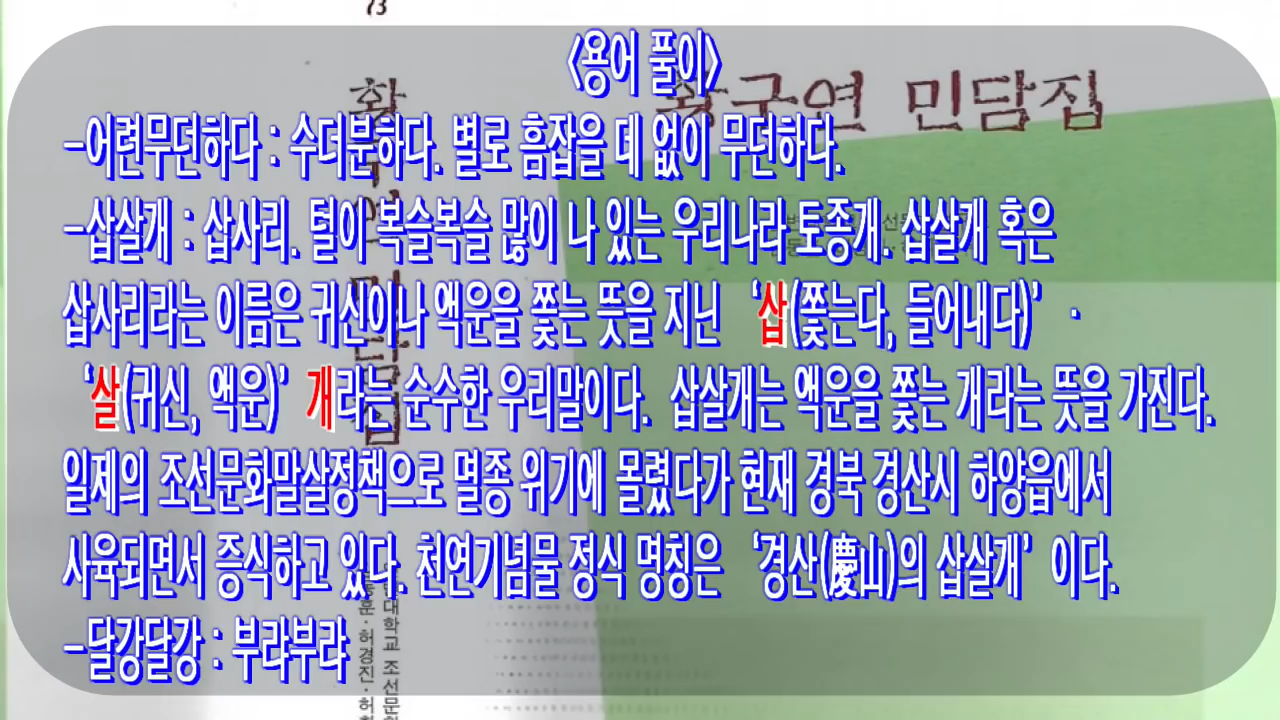 73
<용어 풀이>
황구연 민담집
-어련무던하다 : 수더분하다. 별로 흠잡을 데 없이 무던하다.
-삽살개 : 삽사리. 털이 복슬복슬 많이 나 있는 우리나라 토종개. 삽살개 혹은
삽사리라는 이름은 귀신이나 액운을 쫓는 뜻을 지닌 ‘삽(쫓는다, 들어내다)’ ·
‘살(귀신, 액운)’ 개라는 순수한 우리말이다. 삽살개는 액운을 쫓는 개라는 뜻을 가진다.
일제의 조선문화말살정책으로 멸종 위기에 몰렸다가 현재 경북 경산시 하양읍에서
사육되면서 증식하고 있다. 천연기념물 정식 명칭은 ‘경산(慶山)의 삽살개’이다.
-달강달강 : 부랴부랴